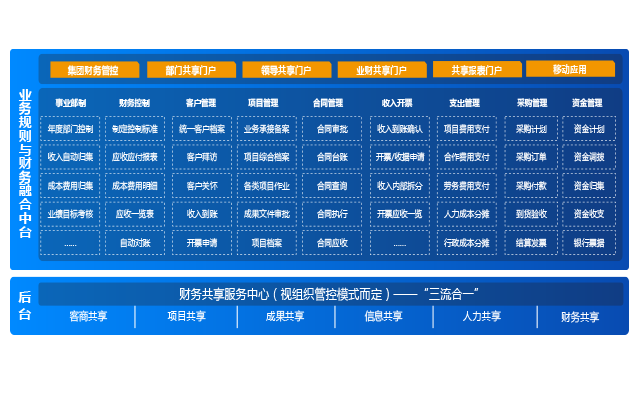 集团财务管控 部门共享门户 领导共享门户 业财共享门户 共享报表门户 移动应用
业务规则与财务融合中台
事业部制 财务控制 客户管理 项目管理 合同管理 收入开票 支出管理 采购管理 资金管理
年度部门控制 制定控制标准 统一客户档案 业务承接备案 合同审批 收入到账确认 项目费用支付 采购计划 资金计划
收入自动归集 应收应付报表 客户拜访 项目综合档案 合同台账 开票/收据申请 合作费用支付 采购订单 资金调拨
成本费用归集 成本费用明细 客户关怀 各类项目作业 合同查询 收入内部拆分 劳务费用支付 采购付款 资金归集
业绩目标考核 应收一览表 收入到账 成果文件审批 合同执行 开票应收一览 人力成本分摊 到货验收 资金收支
...... 自动对账 开票申请 项目档案 合同应收 ...... 行政成本分摊 结算发票 银行票据
后台
财务共享服务中心（视组织管控模式而定）——“三流合一”
客商共享 项目共享 成果共享 信息共享 人力共享 财务共享